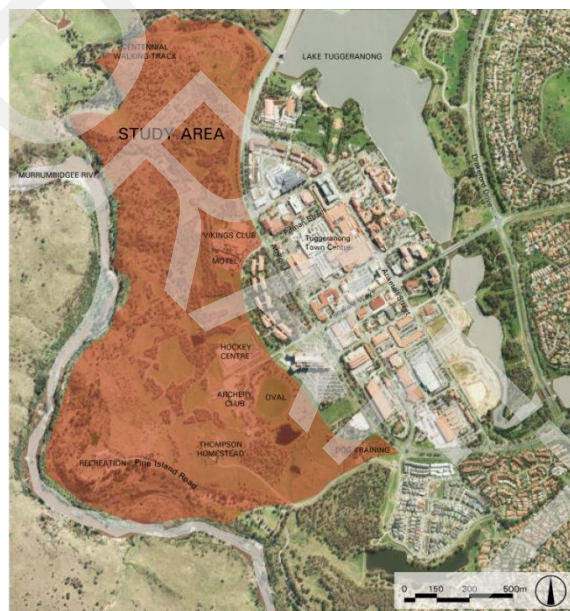 CENTENNIAL
WALKING TRACK
LAKE TUGGERANONG
STUDY AREA
MURRUMBIDGEE RIV
VIKINGS CLUB
MOTEL
Tuggeranong
Town Centre
HOCKEY
CENTRE
ARCHERY
CLUB
OVAL
THOMPSON
HOMESTEAD
DOG TRAINING
RECREATION
Pine Island Road
0 150 300 500m